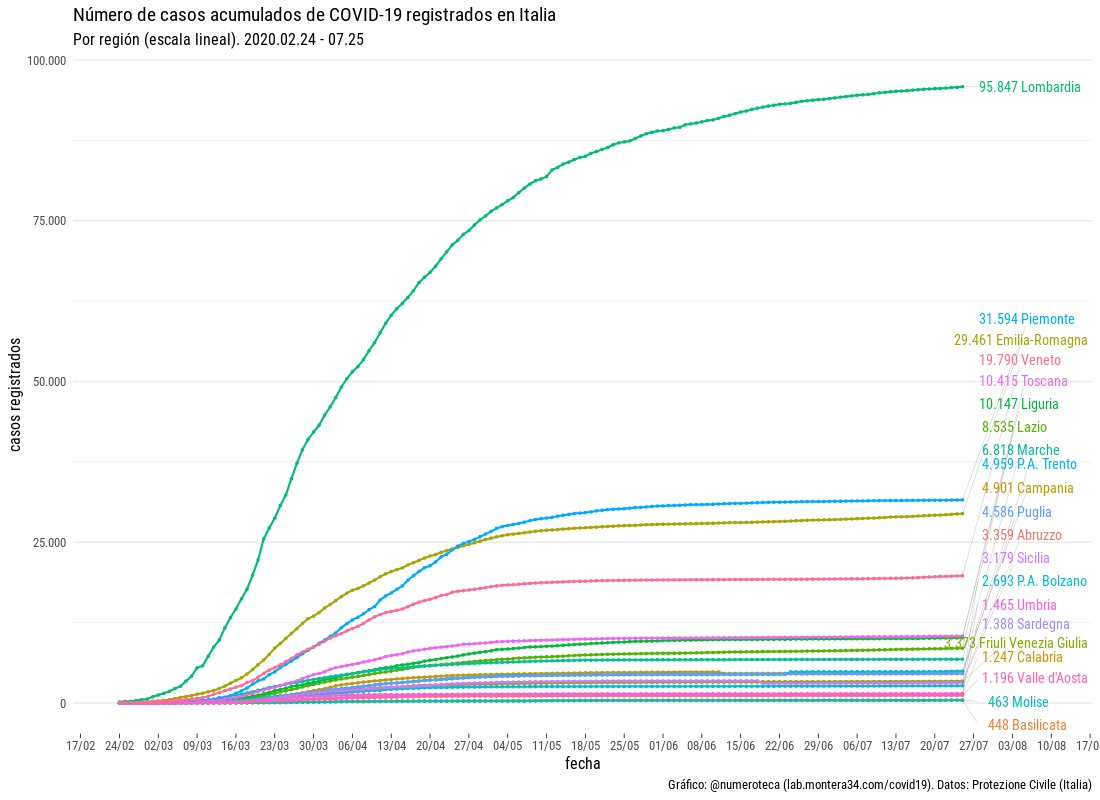 Número de casos acumulados de COVID-19 registrados en Italia
Por región (escala lineal). 2020.02.24 - 07.25
casos registrados
100.000
75.000
50.000
25.000
0
95.847 Lombardia
31.594 Piemonte
29.461 Emilia-Romagna
19.790 Veneto
10.415 Toscana
10.147 Liguria
8.535 Lazio
6.818 Marche
4.959 P.A. Trento
4.901 Campania
4.586 Puglia
3.359 Abruzzo
3.179 Sicilia
2.693 P.A. Bolzano
1.465 Umbria
1.388 Sardegna
3.373 Friuli Venezia Giulia
1.247 Calabria
1.196 Valle d'Aosta
463 Molise
448 Basilicata
17/02 24/02 02/03 09/03 16/03 23/03 30/03 06/04 13/04 20/04 27/04 04/05 11/05 18/05 25/05 01/06 08/06 15/06 22/06 29/06 06/07 13/07 20/07 27/07 03/08 10/08 17/0
fecha
Gráfico: @numeroteca (lab.montera34.com/covid19). Datos: Protezione Civile (Italia)